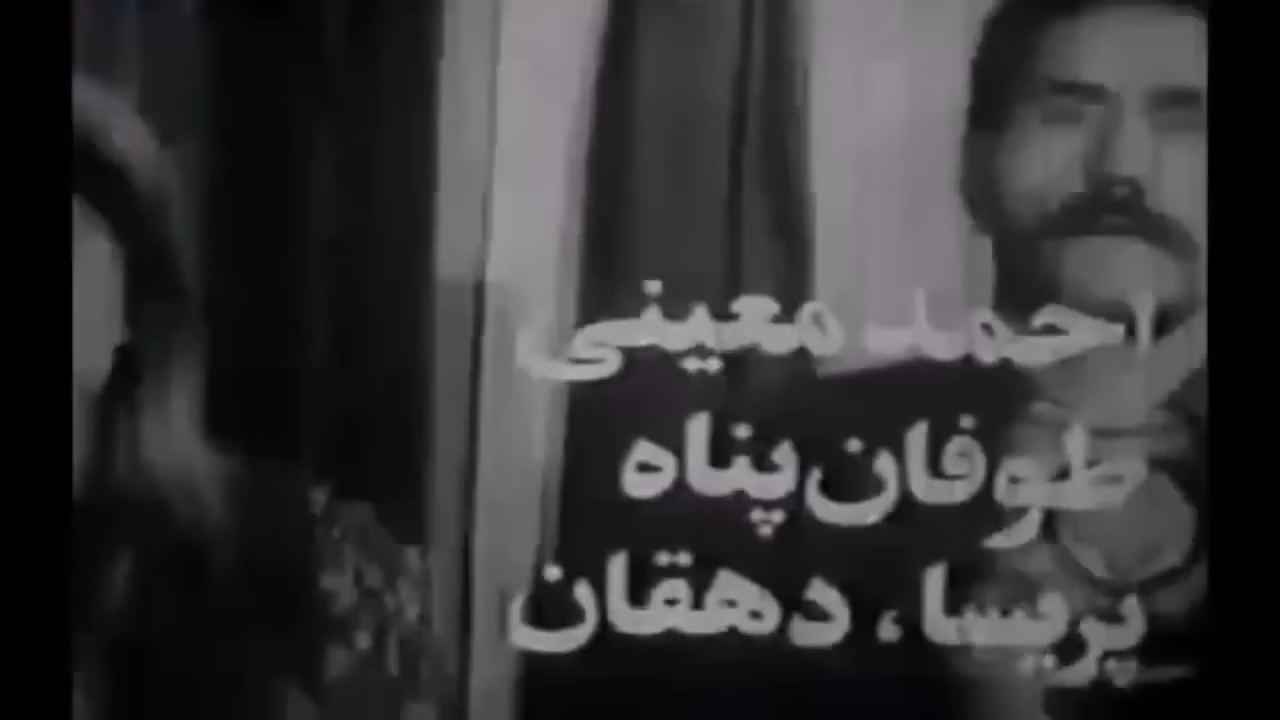 احمد معینی
طوفان‌پناه
پریسا، دهقان